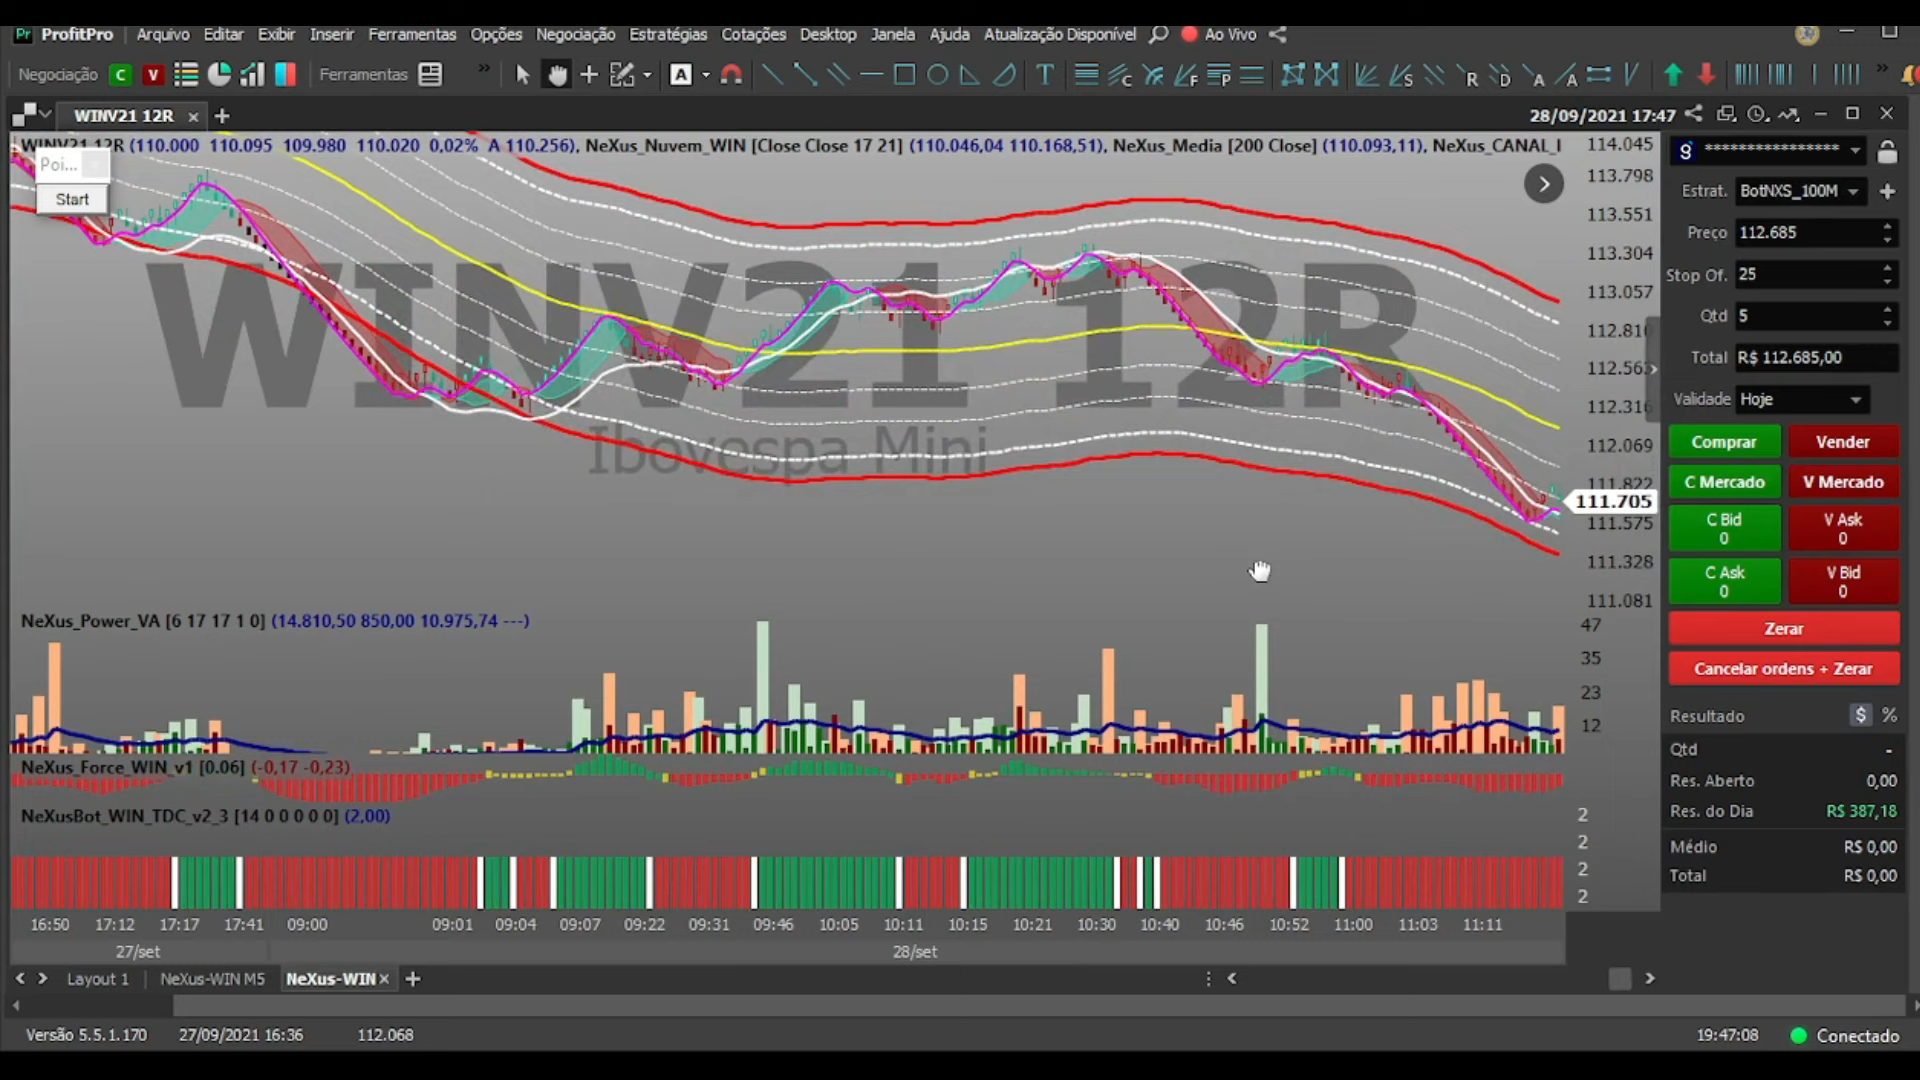 Pr ProfitPro Arquivo Editar Exibir Inserir Ferramentas Opções Negociação Estratégias Cotações Desktop Janela Ajuda Atualização Disponível Ao Vivo
Negociação C V Ferramentas A T
WINV21 12R × + 28/09/2021 17:47
WINV21 12R (110.000 110.095 109.980 110.020 0,02% A 110.256), NeXus_Nuvem_WIN [Close Close 17 21] (110.046,04 110.168,51), NeXus_Media [200 Close] (110.093,11), NeXus_CANAL_I
Poi...
Start
WINV21 12R
Ibovespa Mini
114.045
113.798
113.551
113.304
113.057
112.810
112.563
112.316
112.069
111.822
111.705
111.575
111.328
111.081
NeXus_Power_VA [6 17 17 1 0] (14.810,50 850,00 10.975,74 ---)
47
35
23
12
NeXus_Force_WIN_v1 [0.06] (-0,17 -0,23)
NeXusBot_WIN_TDC_v2_3 [14 0 0 0 0 0] (2,00)
2
2
2
2
16:50 17:12 17:17 17:41 09:00 09:01 09:04 09:07 09:22 09:31 09:46 10:05 10:11 10:15 10:21 10:30 10:40 10:46 10:52 11:00 11:03 11:11
27/set 28/set
Layout 1 NeXus-WIN M5 NeXus-WIN × +
Versão 5.5.1.170 27/09/2021 16:36 112.068 19:47:08 Conectado
****************
Estrat. BotNXS_100M
Preço 112.685
Stop Of. 25
Qtd 5
Total R$ 112.685,00
Validade Hoje
Comprar Vender
C Mercado V Mercado
C Bid V Ask
0 0
C Ask V Bid
0 0
Zerar
Cancelar ordens + Zerar
Resultado $ %
Qtd -
Res. Aberto 0,00
Res. do Dia R$ 387,18
Médio R$ 0,00
Total R$ 0,00